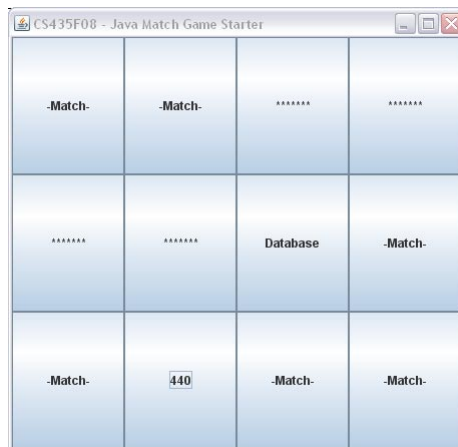 CS435F08 - Java Match Game Starter
-Match- -Match- ******* *******
******* ******* Database -Match-
-Match- 440 -Match- -Match-